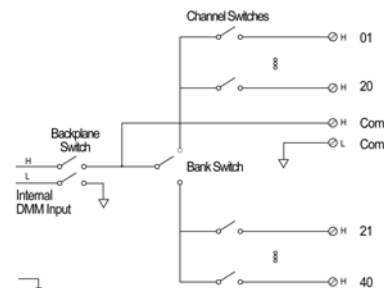 Channel Switches
H 01
H 20
H Com
L Com
Backplane
Switch
H
L
Internal
DMM Input
Bank Switch
H 21
H 40